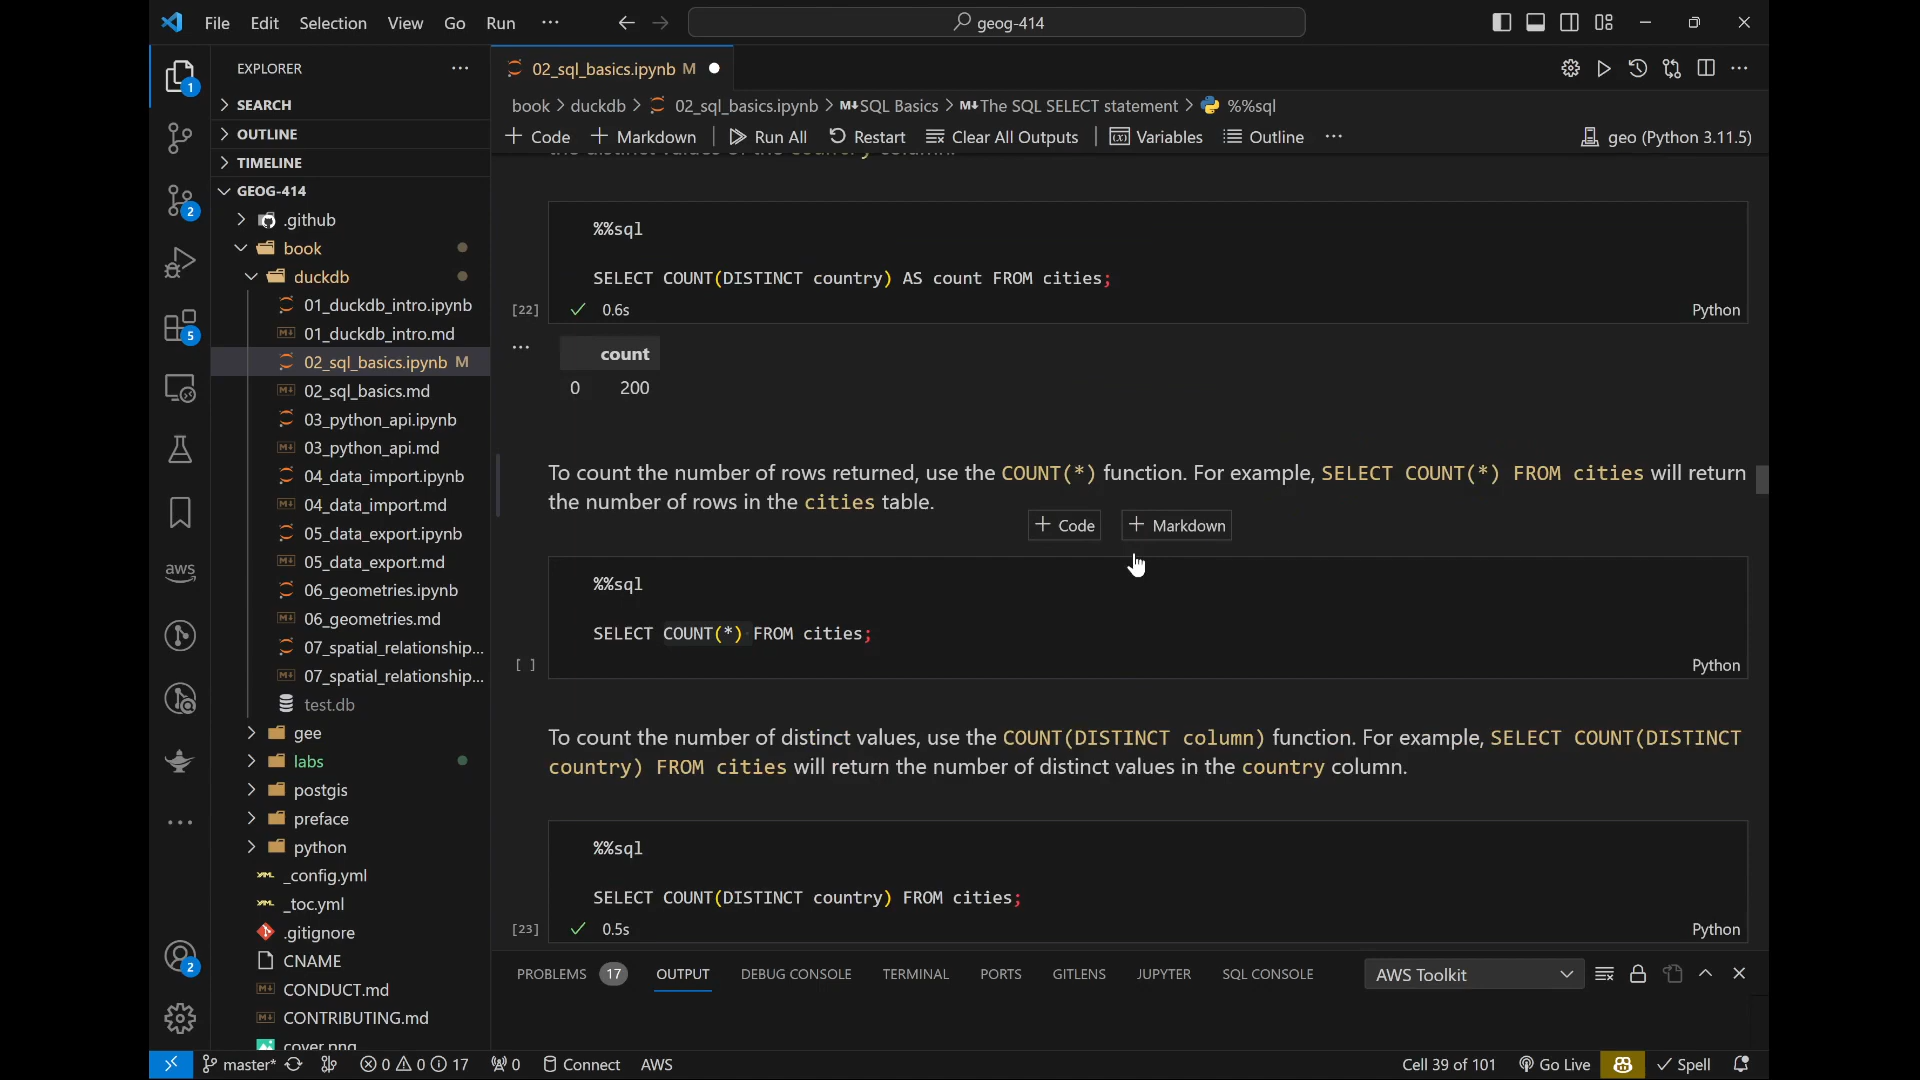 File Edit Selection View Go Run ··· geog-414
EXPLORER
SEARCH
OUTLINE
TIMELINE
GEOG-414
.github
book
duckdb
01_duckdb_intro.ipynb
01_duckdb_intro.md
02_sql_basics.ipynb M
02_sql_basics.md
03_python_api.ipynb
03_python_api.md
04_data_import.ipynb
04_data_import.md
05_data_export.ipynb
05_data_export.md
06_geometries.ipynb
06_geometries.md
07_spatial_relationship...
07_spatial_relationship...
test.db
gee
labs
postgis
preface
python
_config.yml
_toc.yml
.gitignore
CNAME
CONDUCT.md
CONTRIBUTING.md
cover.png
1
2
5
aws
2
02_sql_basics.ipynb M
book > duckdb > 02_sql_basics.ipynb > M↓SQL Basics > M↓The SQL SELECT statement > %%sql
+ Code + Markdown Run All Restart Clear All Outputs Variables Outline ··· geo (Python 3.11.5)
%%sql
SELECT COUNT(DISTINCT country) AS count FROM cities;
[22] ✓ 0.6s Python
count
0 200
To count the number of rows returned, use the COUNT(*) function. For example, SELECT COUNT(*) FROM cities will return
the number of rows in the cities table.
+ Code + Markdown
%%sql
SELECT COUNT(*) FROM cities;
[ ] Python
To count the number of distinct values, use the COUNT(DISTINCT column) function. For example, SELECT COUNT(DISTINCT
country) FROM cities will return the number of distinct values in the country column.
%%sql
SELECT COUNT(DISTINCT country) FROM cities;
[23] ✓ 0.5s Python
PROBLEMS 17 OUTPUT DEBUG CONSOLE TERMINAL PORTS GITLENS JUPYTER SQL CONSOLE AWS Toolkit
master* 0 0 17 0 Connect AWS Cell 39 of 101 Go Live Spell